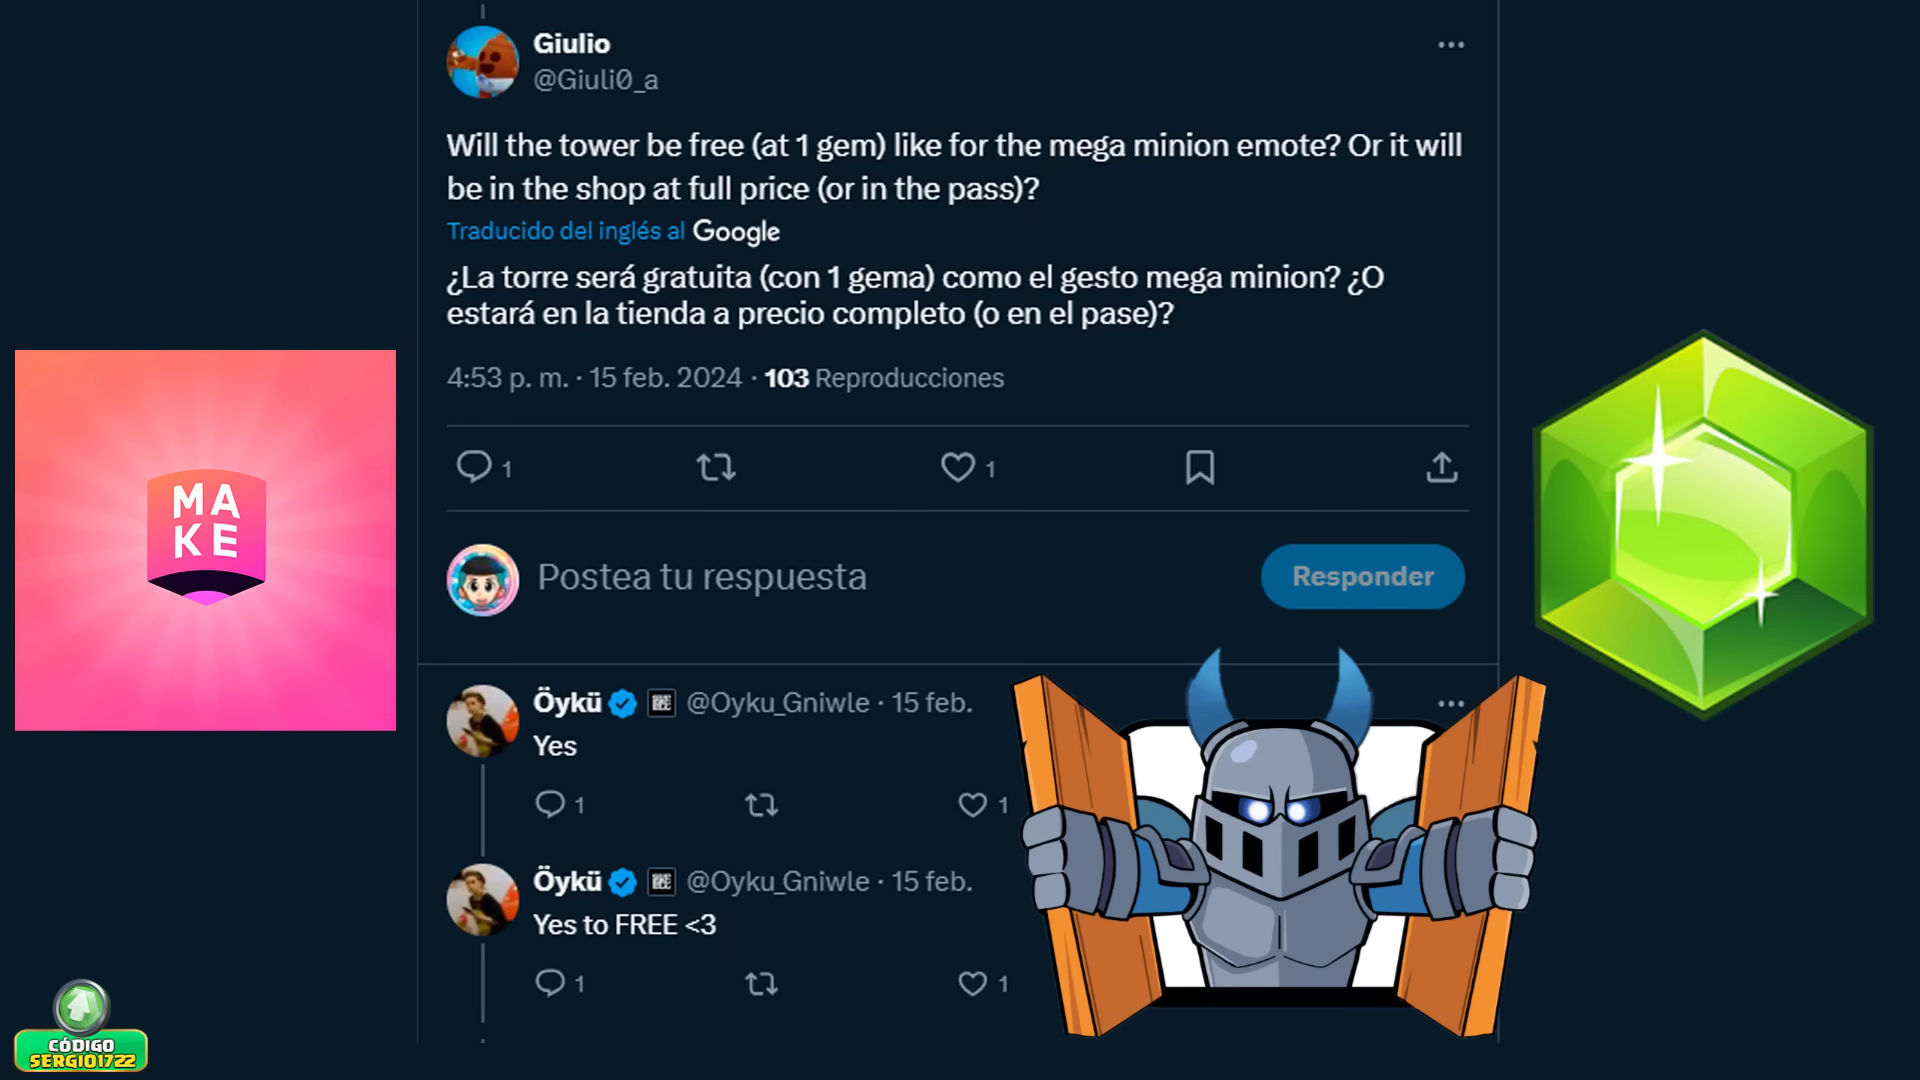 Giulio
@Giuli0_a
Will the tower be free (at 1 gem) like for the mega minion emote? Or it will
be in the shop at full price (or in the pass)?
Traducido del inglés al Google
¿La torre será gratuita (con 1 gema) como el gesto mega minion? ¿O
estará en la tienda a precio completo (o en el pase)?
4:53 p. m. · 15 feb. 2024 · 103 Reproducciones
1 1
MA
KE
Postea tu respuesta Responder
Öykü @Oyku_Gniwle · 15 feb.
Yes
1 1
Öykü @Oyku_Gniwle · 15 feb.
Yes to FREE <3
1 1
CÓDIGO
SERGIO1722